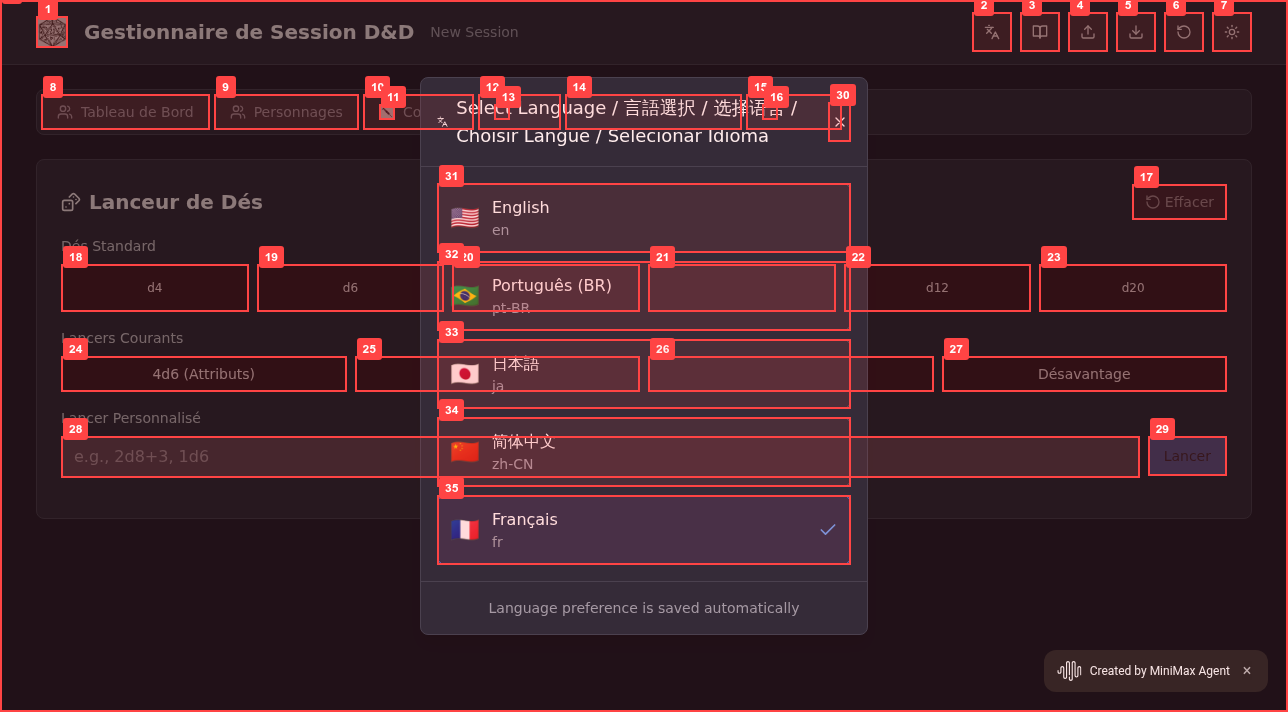 1
2
3
4
5
6
7
Gestionnaire de Session D&D
New Session
8
9
10
11
12
13
14
15
16
30
Tableau de Bord
Personnages
Co
Select Language / 言語選択 / 选择语言 /
Choisir Langue / Selecionar Idioma
31
17
Lanceur de Dés
Effacer
English
en
Dés Standard
18
19
32
20
21
22
23
d4
d6
d12
d20
Português (BR)
pt-BR
Lancers Courants
33
24
25
26
27
4d6 (Attributs)
Désavantage
日本語
ja
Lancer Personnalisé
34
28
29
e.g., 2d8+3, 1d6
Lancer
简体中文
zh-CN
35
Français
fr
Language preference is saved automatically
Created by MiniMax Agent